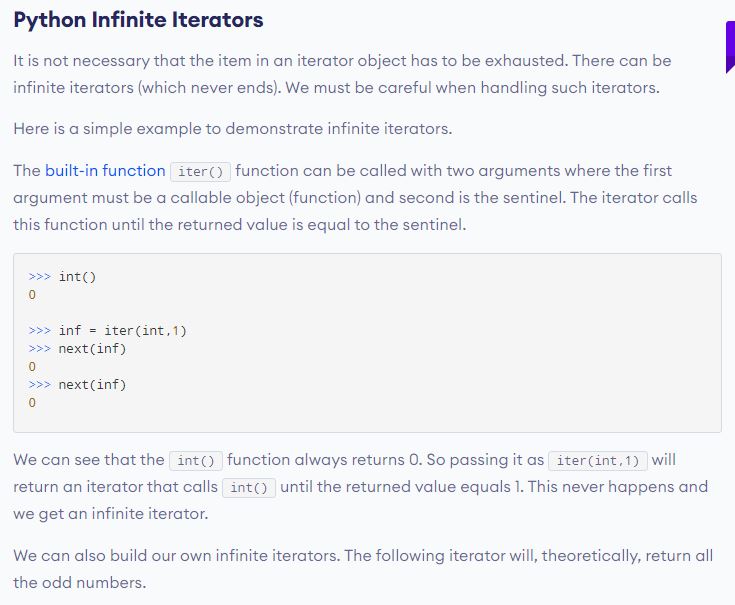 Python Infinite Iterators
It is not necessary that the item in an iterator object has to be exhausted. There can be
infinite iterators (which never ends). We must be careful when handling such iterators.
Here is a simple example to demonstrate infinite iterators.
The built-in function iter() function can be called with two arguments where the first
argument must be a callable object (function) and second is the sentinel. The iterator calls
this function until the returned value is equal to the sentinel.
>>> int()
0
>>> inf = iter(int,1)
>>> next(inf)
0
>>> next(inf)
0
We can see that the int() function always returns 0. So passing it as iter(int,1) will
return an iterator that calls int() until the returned value equals 1. This never happens and
we get an infinite iterator.
We can also build our own infinite iterators. The following iterator will, theoretically, return all
the odd numbers.